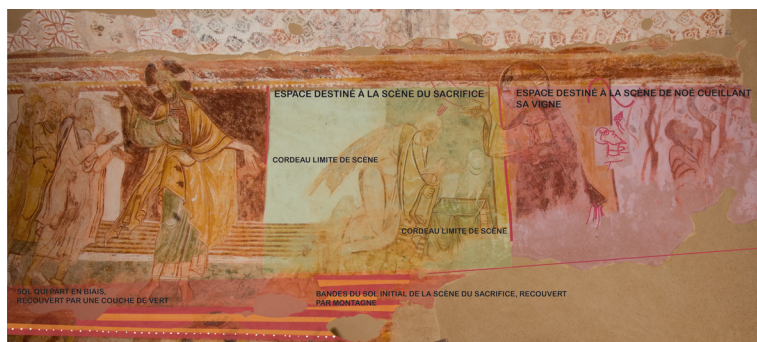 ESPACE DESTINÉ À LA SCÈNE DU SACRIFICE
ESPACE DESTINÉ À LA SCÈNE DE NOÉ CUEILLANT
SA VIGNE
CORDEAU LIMITE DE SCÈNE
CORDEAU LIMITE DE SCÈNE
SOL QUI PART EN BIAIS,
RECOUVERT PAR UNE COUCHE DE VERT
BANDES DU SOL INITIAL DE LA SCÈNE DU SACRIFICE, RECOUVERT
PAR MONTAGNE